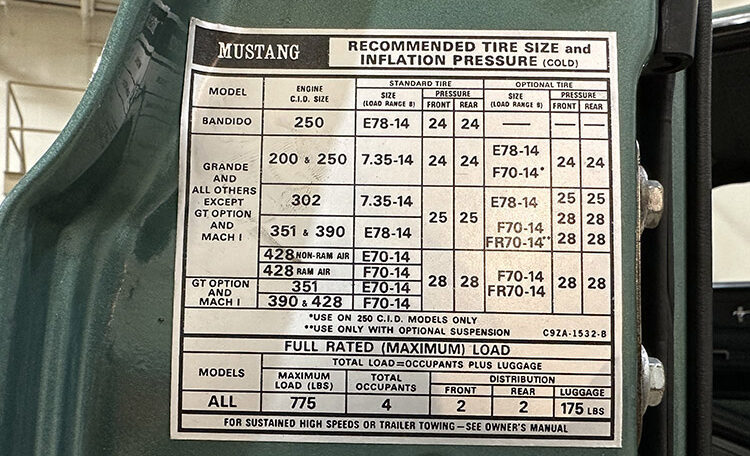 MUSTANG
RECOMMENDED TIRE SIZE and
INFLATION PRESSURE (COLD)
MODEL
ENGINE
C.I.D. SIZE
STANDARD TIRE
SIZE
(LOAD RANGE B)
PRESSURE
FRONT REAR
OPTIONAL TIRE
SIZE
(LOAD RANGE B)
PRESSURE
FRONT REAR
BANDIDO 250 E78-14 24 24 — — —
GRANDE
AND
ALL OTHERS
EXCEPT
GT OPTION
AND
MACH I
200 & 250 7.35-14 24 24
E78-14
F70-14*
24 24
302 7.35-14
351 & 390 E78-14
25 25
E78-14 25 25
F70-14 28 28
FR70-14** 28 28
428 NON-RAM AIR E70-14
428 RAM AIR F70-14
GT OPTION
AND
MACH I
351 E70-14
390 & 428 F70-14
28 28
F70-14
FR70-14
28 28
*USE ON 250 C.I.D. MODELS ONLY
**USE ONLY WITH OPTIONAL SUSPENSION C9ZA-1532-B
FULL RATED (MAXIMUM) LOAD
MODELS
TOTAL LOAD=OCCUPANTS PLUS LUGGAGE
MAXIMUM
LOAD (LBS)
TOTAL
OCCUPANTS
DISTRIBUTION
FRONT REAR LUGGAGE
ALL 775 4 2 2 175 LBS
FOR SUSTAINED HIGH SPEEDS OR TRAILER TOWING—SEE OWNER'S MANUAL